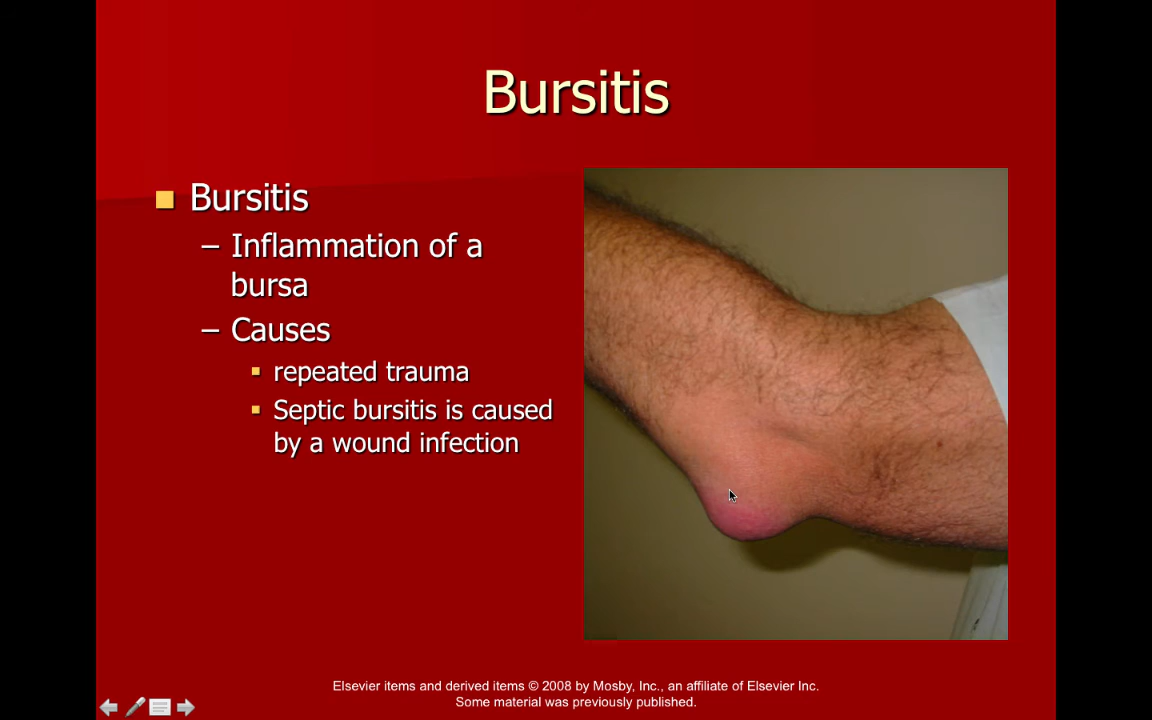 Bursitis
Bursitis
– Inflammation of a
bursa
– Causes
repeated trauma
Septic bursitis is caused
by a wound infection
Elsevier items and derived items © 2008 by Mosby, Inc., an affiliate of Elsevier Inc.
Some material was previously published.